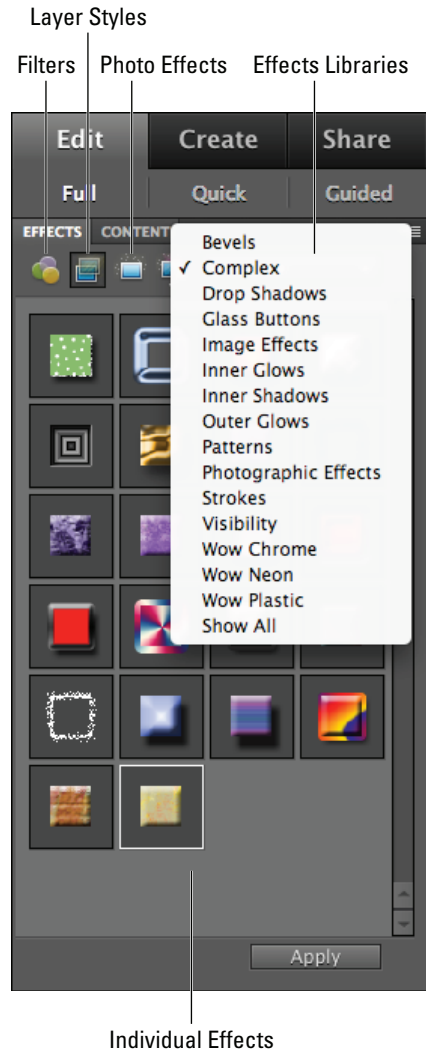 Layer Styles
Filters Photo Effects Effects Libraries
Edit Create Share
Full Quick Guided
EFFECTS CONTENT
Bevels
✓ Complex
Drop Shadows
Glass Buttons
Image Effects
Inner Glows
Inner Shadows
Outer Glows
Patterns
Photographic Effects
Strokes
Visibility
Wow Chrome
Wow Neon
Wow Plastic
Show All
Apply
Individual Effects